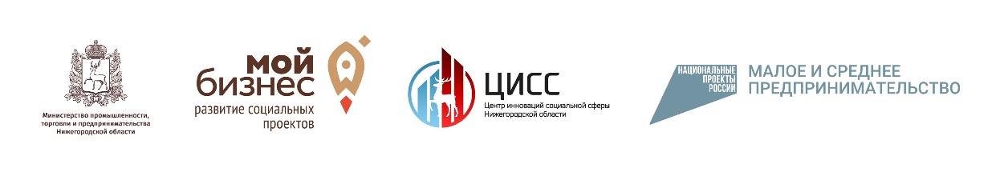 Министерство промышленности,
торговли и предпринимательства
Нижегородской области
мой
бизнес
развитие социальных
проектов
ЦИСС
Центр инноваций социальной сферы
Нижегородской области
НАЦИОНАЛЬНЫЕ
ПРОЕКТЫ
РОССИИ
МАЛОЕ И СРЕДНЕЕ
ПРЕДПРИНИМАТЕЛЬСТВО